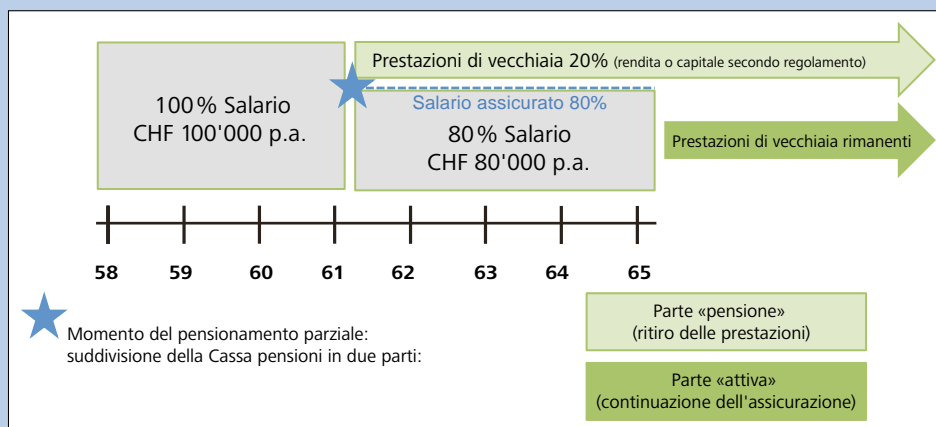 Prestazioni di vecchiaia 20% (rendita o capitale secondo regolamento)
100% Salario
CHF 100'000 p.a.
Salario assicurato 80%
80% Salario
CHF 80'000 p.a.
Prestazioni di vecchiaia rimanenti
58 59 60 61 62 63 64 65
Momento del pensionamento parziale:
suddivisione della Cassa pensioni in due parti:
Parte «pensione»
(ritiro delle prestazioni)
Parte «attiva»
(continuazione dell'assicurazione)